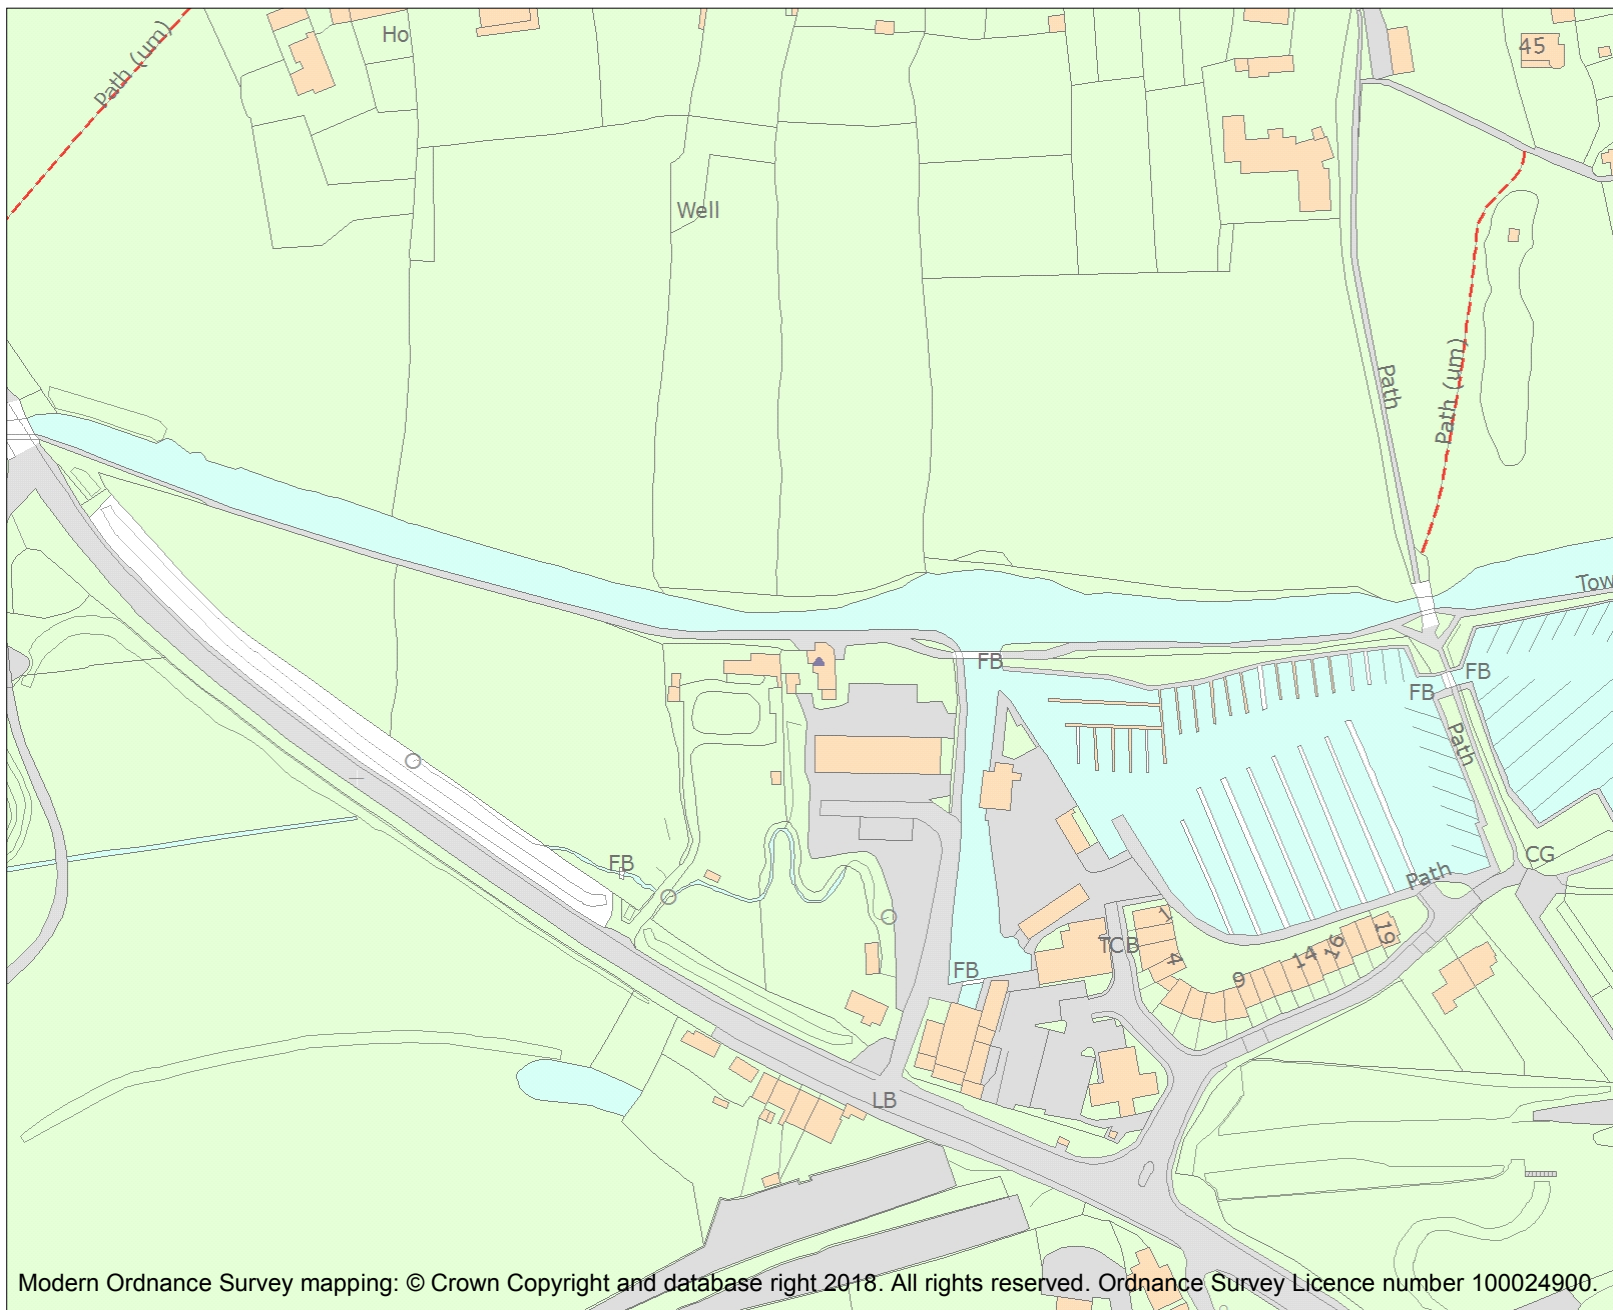 Path (um)
Ho
45
Well
Path
Path (um)
Tow
FB
FB
FB
Path
FB
CG
Path
1
TCB
4
19
16
14
9
FB
LB
Modern Ordnance Survey mapping: © Crown Copyright and database right 2018. All rights reserved. Ordnance Survey Licence number 100024900.